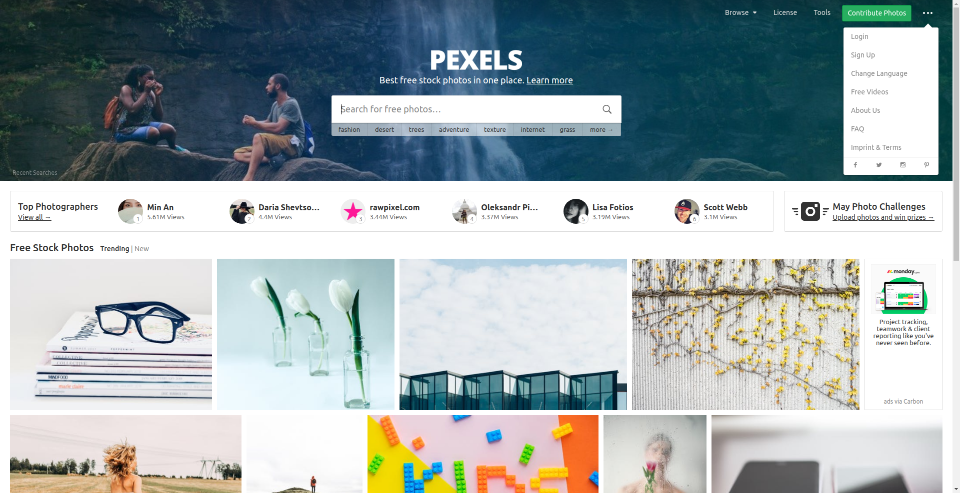 Browse
License
Tools
Contribute Photos
Login
Sign Up
Change Language
Free Videos
About Us
FAQ
Imprint & Terms
PEXELS
Best free stock photos in one place. Learn more
Search for free photos...
fashion desert trees adventure texture internet grass more →
Recent Searches
Top Photographers
View all →
Min An
5.61M Views
Daria Shevtso...
4.4M Views
rawpixel.com
3.44M Views
Oleksandr Pi...
3.37M Views
Lisa Fotios
3.19M Views
Scott Webb
3.1M Views
May Photo Challenges
Upload photos and win prizes →
Free Stock Photos Trending | New
monday.com
Project tracking,
teamwork & client
reporting like you've
never seen before.
ads via Carbon